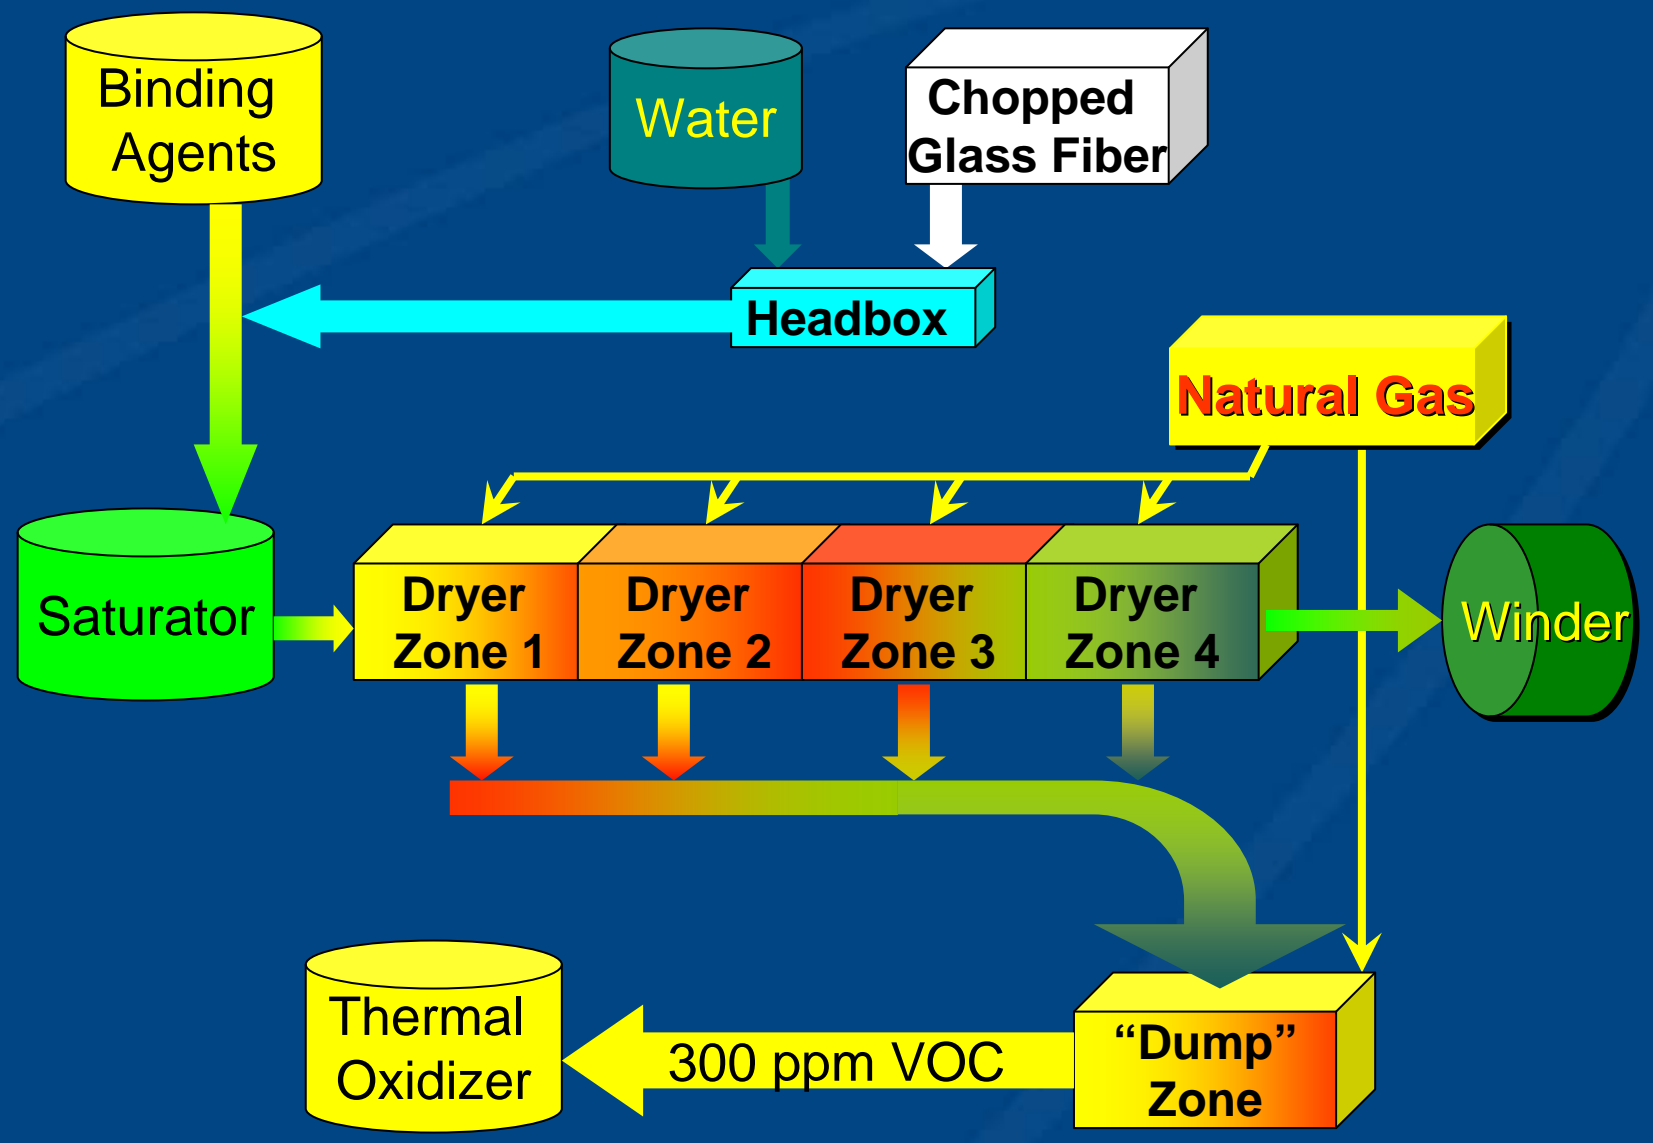 Binding
Agents
Water
Chopped
Glass Fiber
Headbox
Natural Gas
Saturator
Dryer
Zone 1
Dryer
Zone 2
Dryer
Zone 3
Dryer
Zone 4
Winder
Thermal
Oxidizer
300 ppm VOC
“Dump”
Zone